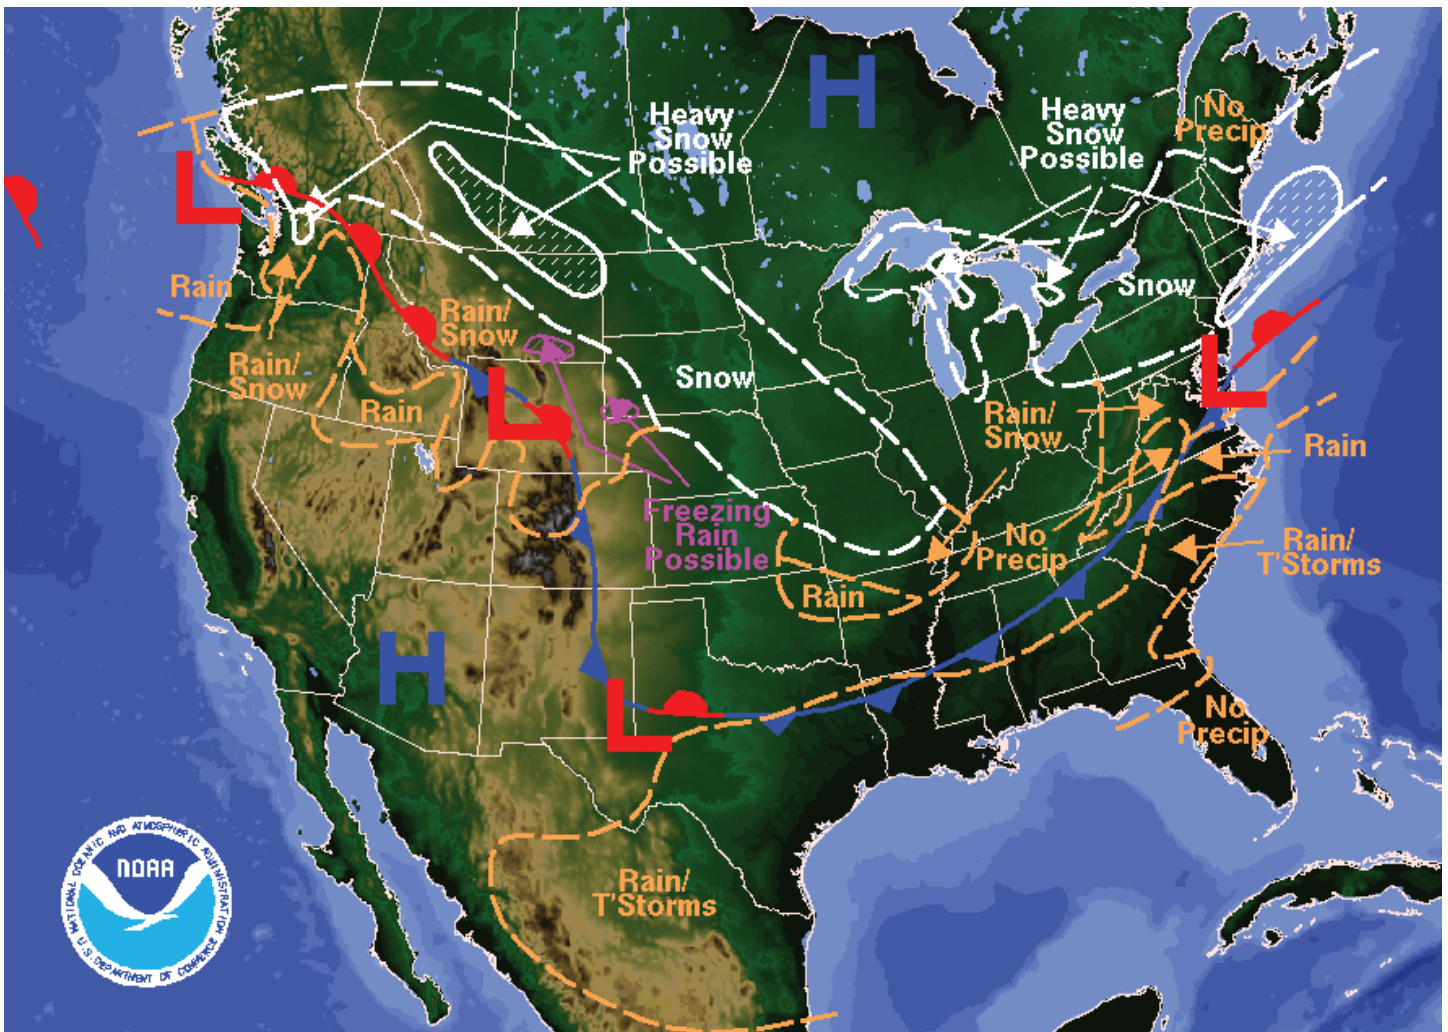 H
Heavy
Snow
Possible
Heavy
Snow
Possible
No
Precip
L
Rain
Rain/
Snow
Rain/
Snow
Rain
L
Snow
Snow
L
Rain/
Snow
Rain
Freezing
Rain
Possible
No
Precip
Rain/
T'Storms
Rain
H
L
No
Precip
Rain/
T'Storms
NOAA
NATIONAL OCEANIC AND ATMOSPHERIC ADMINISTRATION
U.S. DEPARTMENT OF COMMERCE